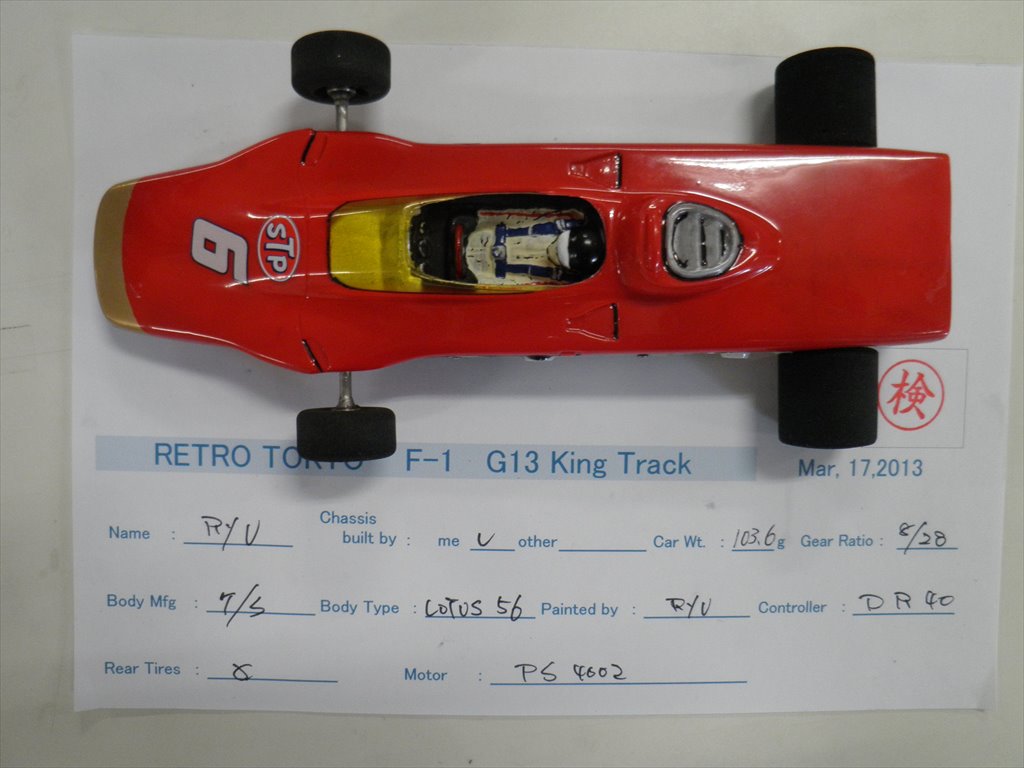 6
STP
検
RETRO TOKYO F-1 G13 King Track Mar, 17,2013
Name : RYU Chassis built by : me ✓ other Car Wt. : 103.6g Gear Ratio : 8/28
Body Mfg : T/S Body Type : LOTUS 56 Painted by : RYU Controller : DR 40
Rear Tires : Motor : PS 4002